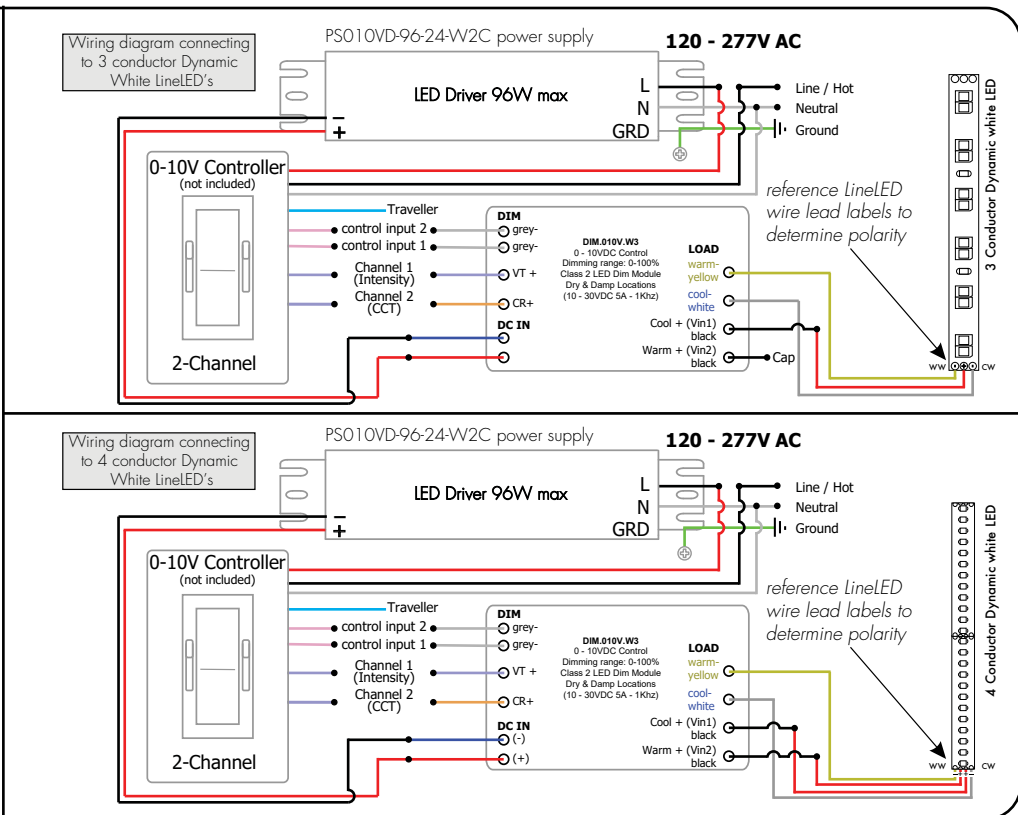 Wiring diagram connecting
to 3 conductor Dynamic
White LineLED's
PS010VD-96-24-W2C power supply
120 - 277V AC
LED Driver 96W max
L
N
GRD
Line / Hot
Neutral
Ground
–
+
0-10V Controller
(not included)
2-Channel
Traveller
control input 2
control input 1
Channel 1
(Intensity)
Channel 2
(CCT)
DIM
grey-
grey-
VT +
CR+
DC IN
DIM.010V.W3
0 - 10VDC Control
Dimming range: 0-100%
Class 2 LED Dim Module
Dry & Damp Locations
(10 - 30VDC 5A - 1Khz)
LOAD
warm-
yellow
cool-
white
Cool + (Vin1)
black
Warm + (Vin2)
black
Cap
reference LineLED
wire lead labels to
determine polarity
3 Conductor Dynamic white LED
WW
CW
Wiring diagram connecting
to 4 conductor Dynamic
White LineLED's
PS010VD-96-24-W2C power supply
120 - 277V AC
LED Driver 96W max
L
N
GRD
Line / Hot
Neutral
Ground
–
+
0-10V Controller
(not included)
2-Channel
Traveller
control input 2
control input 1
Channel 1
(Intensity)
Channel 2
(CCT)
DIM
grey-
grey-
VT +
CR+
DC IN
(-)
(+)
DIM.010V.W3
0 - 10VDC Control
Dimming range: 0-100%
Class 2 LED Dim Module
Dry & Damp Locations
(10 - 30VDC 5A - 1Khz)
LOAD
warm-
yellow
cool-
white
Cool + (Vin1)
black
Warm + (Vin2)
black
reference LineLED
wire lead labels to
determine polarity
4 Conductor Dynamic white LED
WW
CW